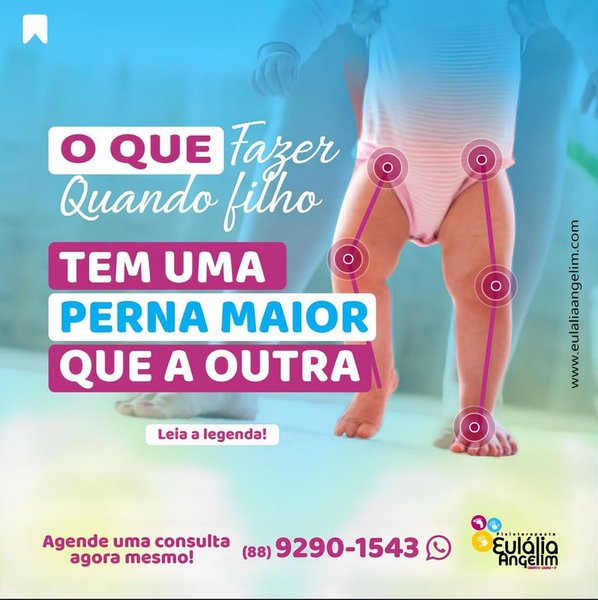 O QUE Fazer
Quando filho
TEM UMA
PERNA MAIOR
QUE A OUTRA
Leia a legenda!
www.eulaliaangelim.com
Agende uma consulta
agora mesmo!
(88) 9290-1543
Fisioterapeuta
Eulália
Angelim